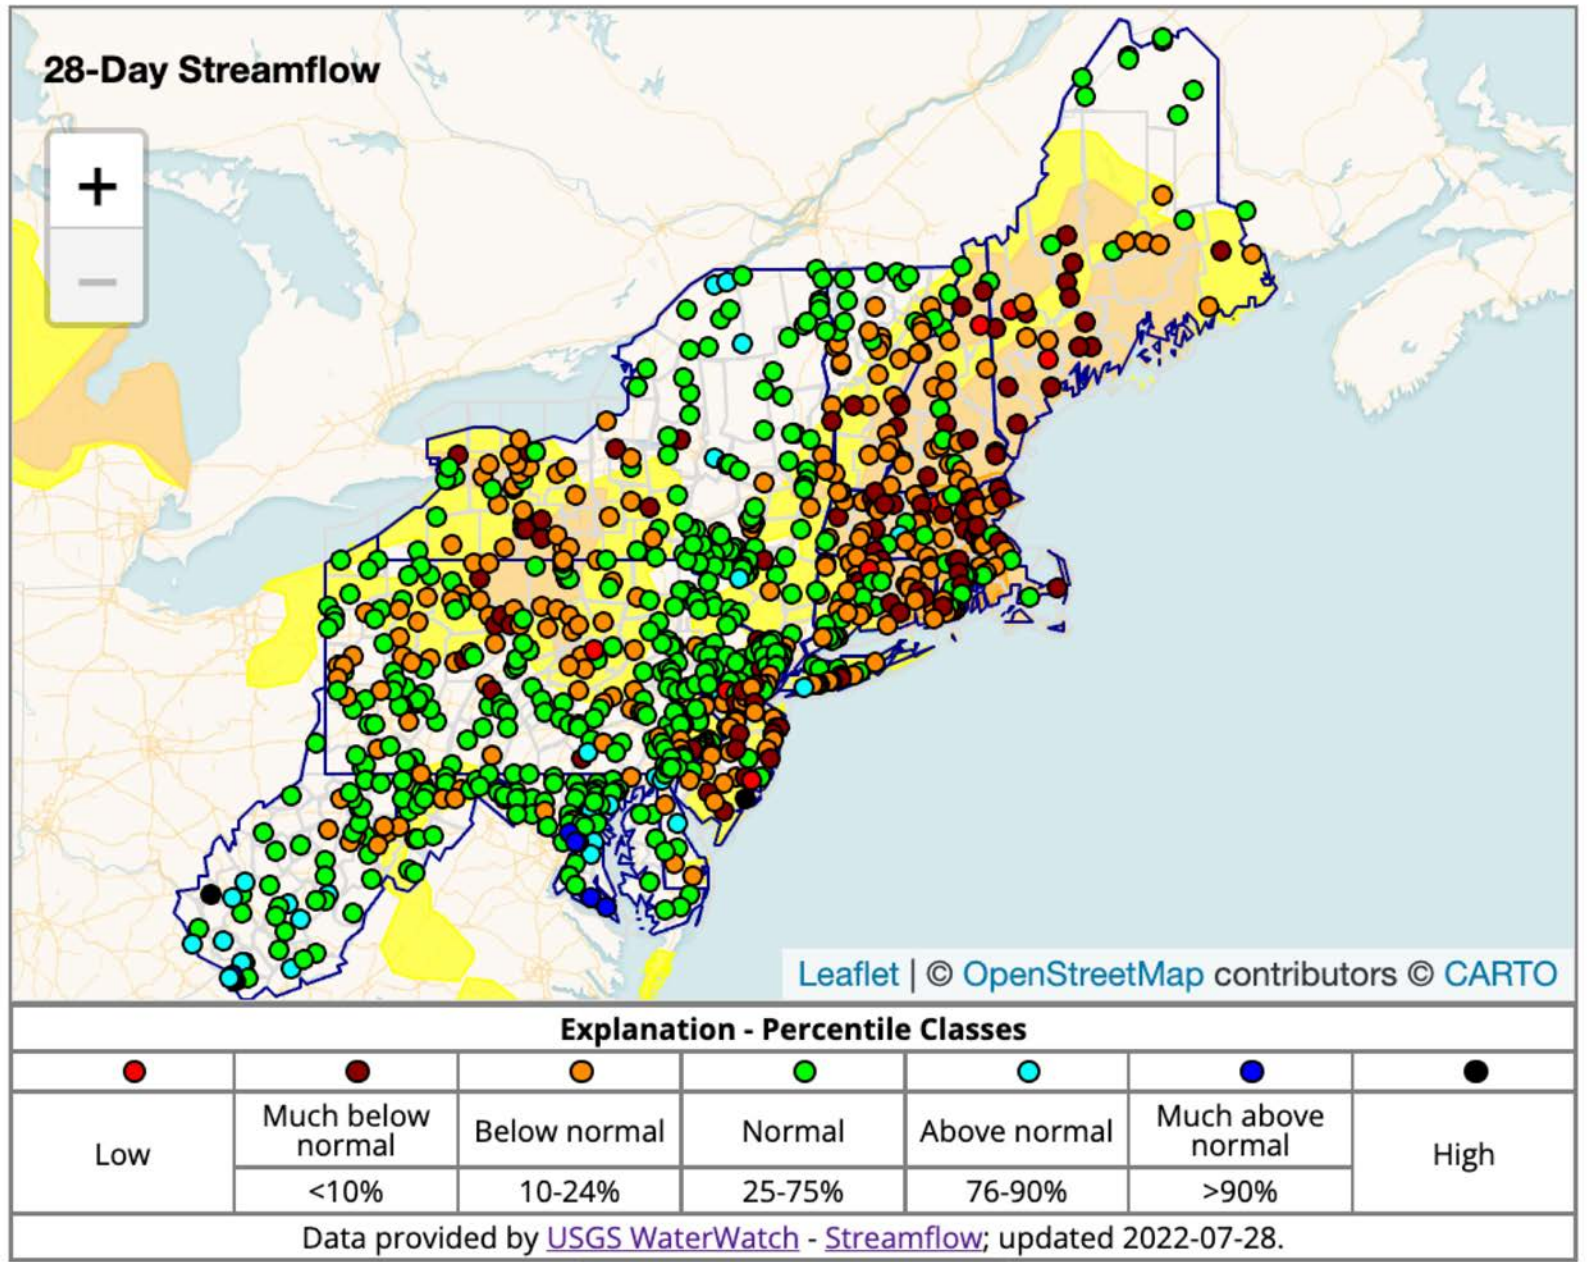 28-Day Streamflow
+
−
Leaflet | © OpenStreetMap contributors © CARTO
Explanation - Percentile Classes
Low
Much below normal
Below normal
Normal
Above normal
Much above normal
High
<10%
10-24%
25-75%
76-90%
>90%
Data provided by USGS WaterWatch - Streamflow; updated 2022-07-28.